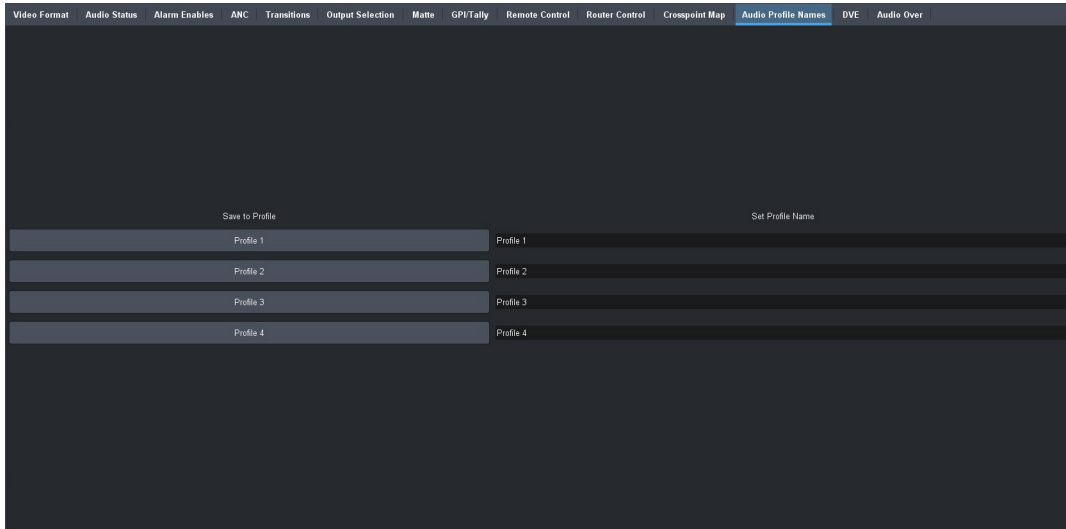 Video Format Audio Status Alarm Enables ANC Transitions Output Selection Matte GPI/Tally Remote Control Router Control Crosspoint Map Audio Profile Names DVE Audio Over
Save to Profile Set Profile Name
Profile 1 Profile 1
Profile 2 Profile 2
Profile 3 Profile 3
Profile 4 Profile 4